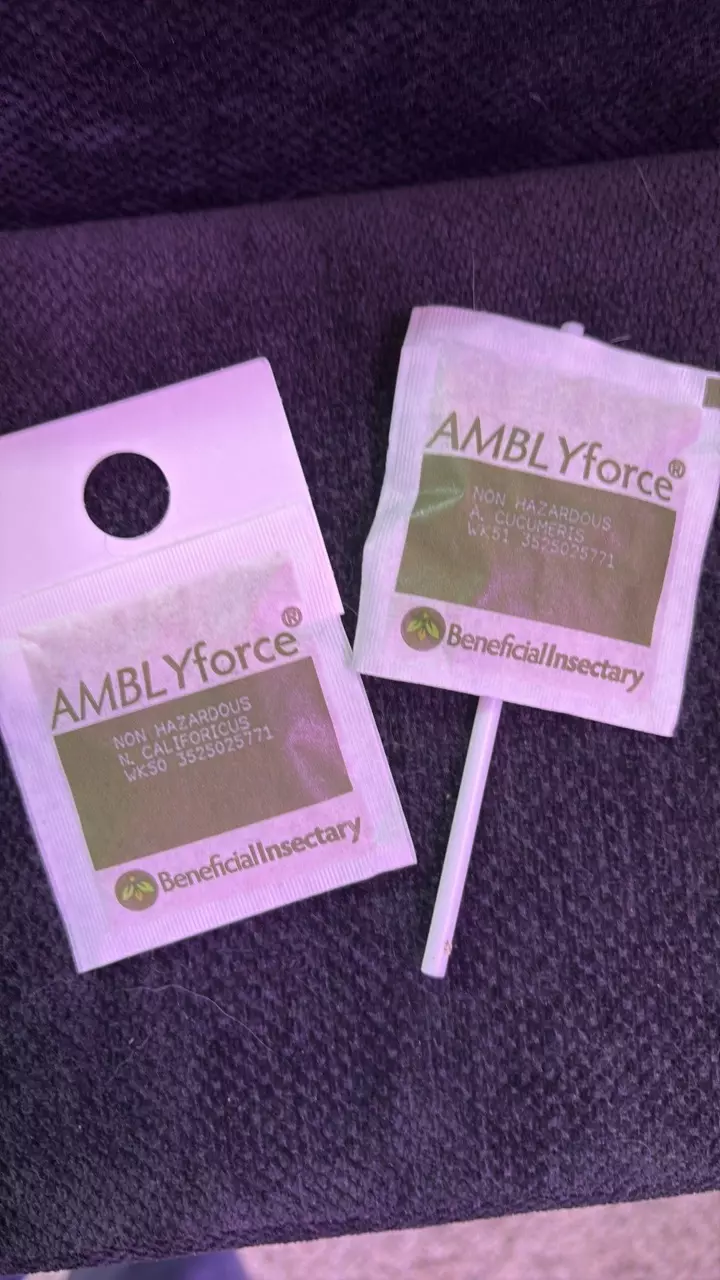 AMBLYforce®
NON HAZARDOUS
N. CALIFORICUS
WK50 3525025771
BeneficialInsectary
AMBLYforce®
NON HAZARDOUS
A. CUCUMERIS
WK51 3525025771
BeneficialInsectary